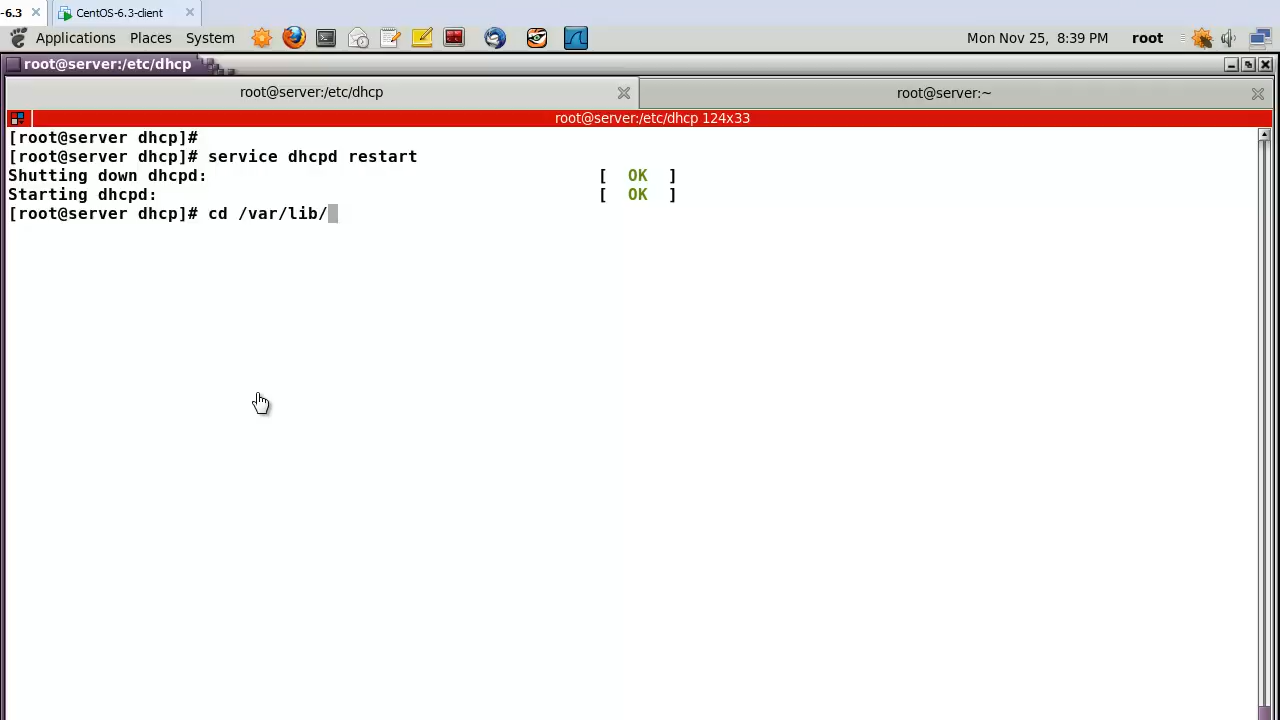 -6.3
CentOS-6.3-client
Applications Places System
Mon Nov 25, 8:39 PM root
root@server:/etc/dhcp
root@server:/etc/dhcp
root@server:~
root@server:/etc/dhcp 124x33
[root@server dhcp]#
[root@server dhcp]# service dhcpd restart
Shutting down dhcpd: [ OK ]
Starting dhcpd: [ OK ]
[root@server dhcp]# cd /var/lib/